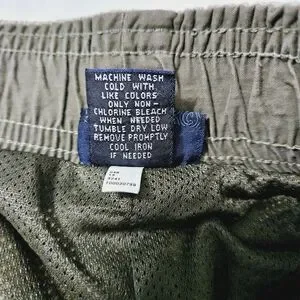 MACHINE WASH
COLD WITH
LIKE COLORS
ONLY NON-
CHLORINE BLEACH
WHEN NEEDED
TUMBLE DRY LOW
REMOVE PROMPTLY
COOL IRON
IF NEEDED